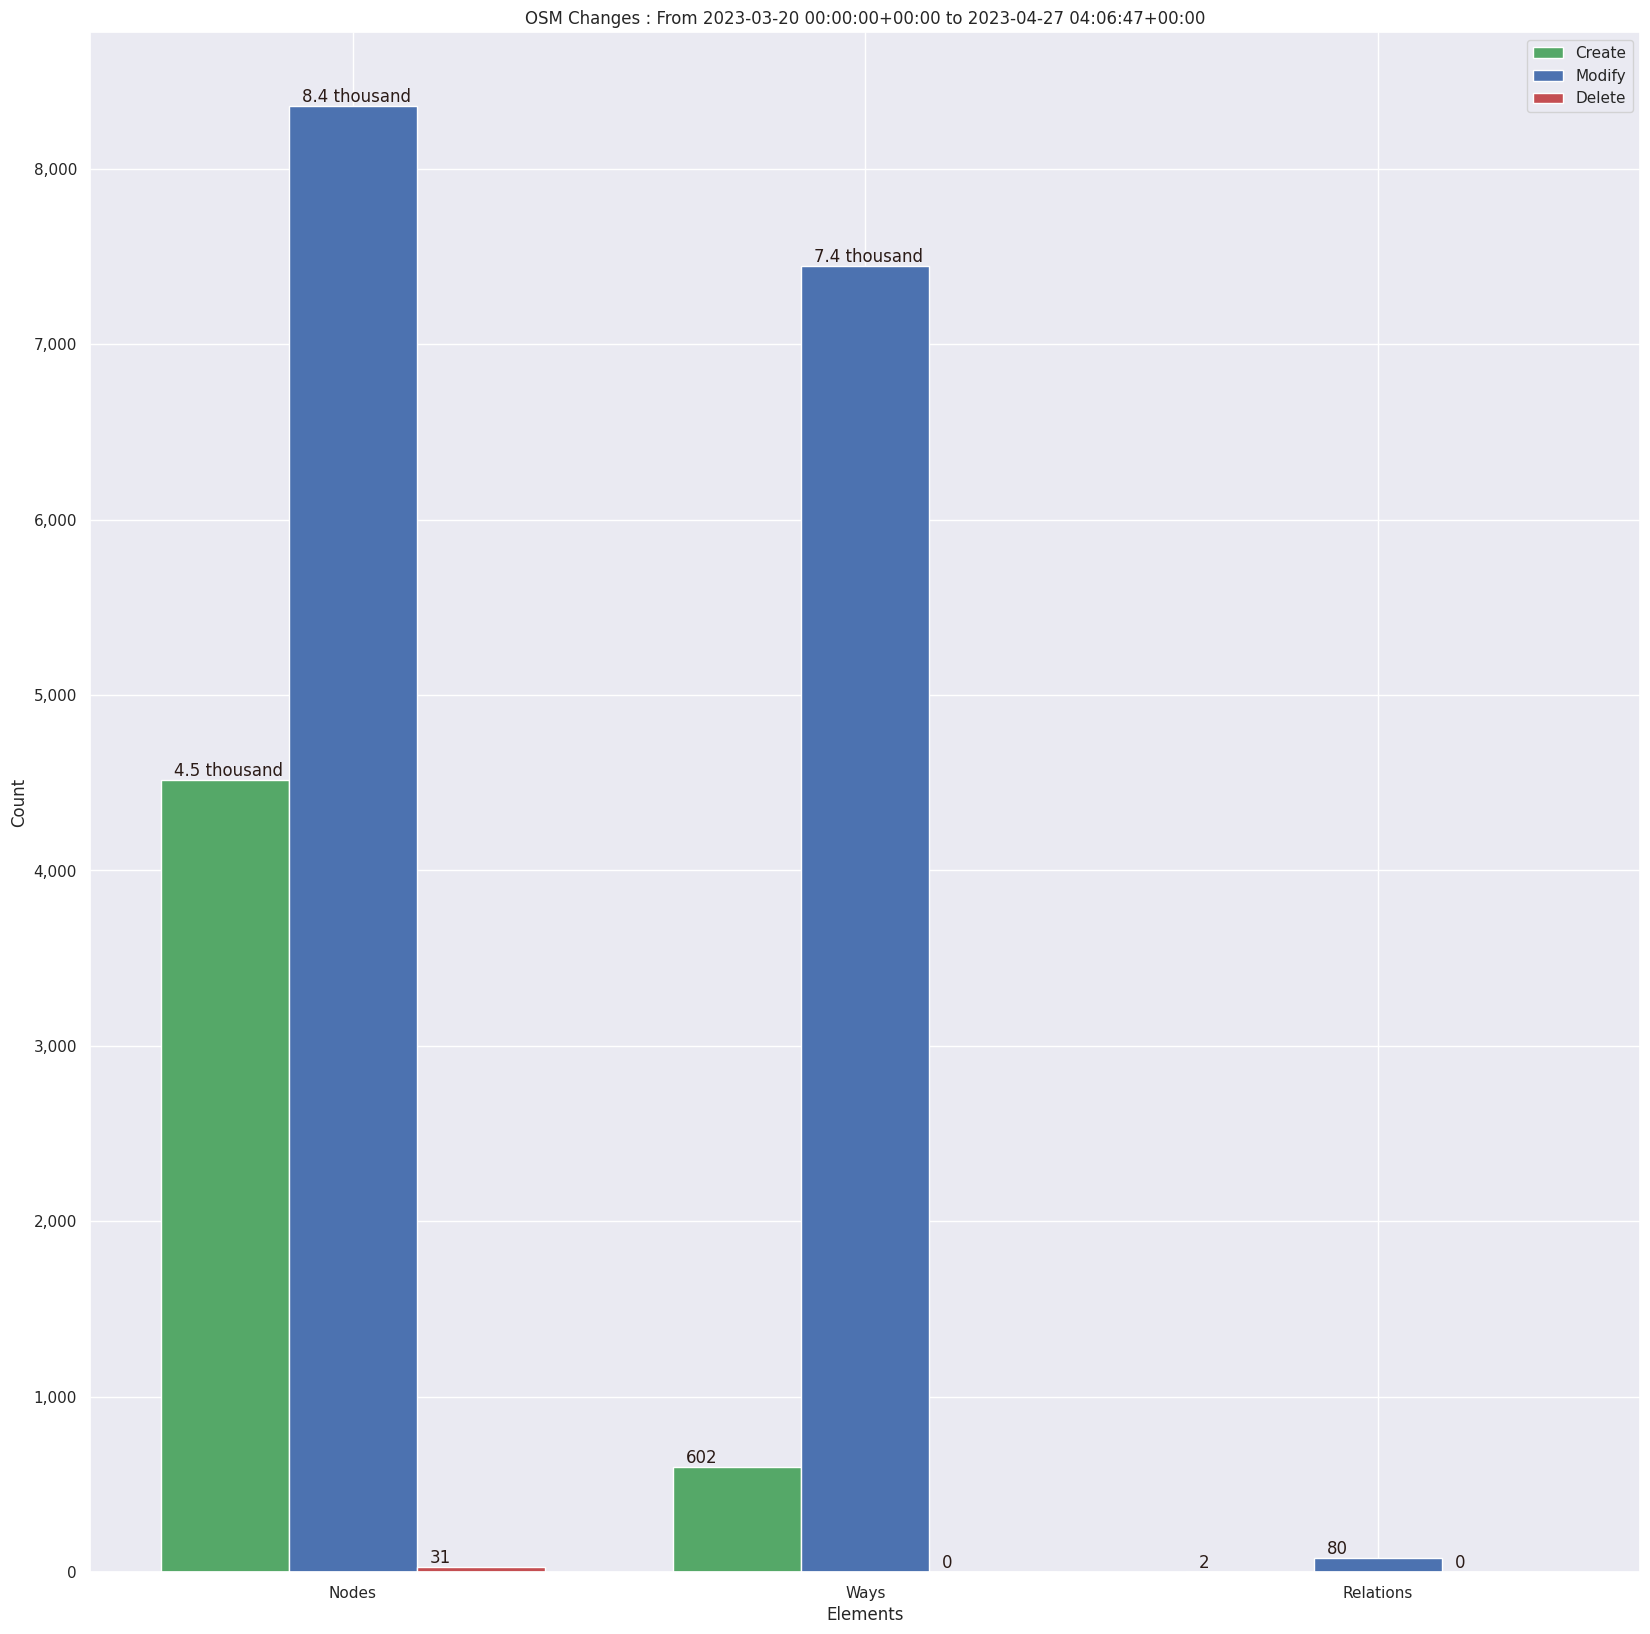 OSM Changes : From 2023-03-20 00:00:00+00:00 to 2023-04-27 04:06:47+00:00
Create
Modify
Delete
8.4 thousand
7.4 thousand
4.5 thousand
602
31
0
2
80
0
8,000
7,000
6,000
5,000
4,000
3,000
2,000
1,000
0
Count
Nodes
Ways
Relations
Elements